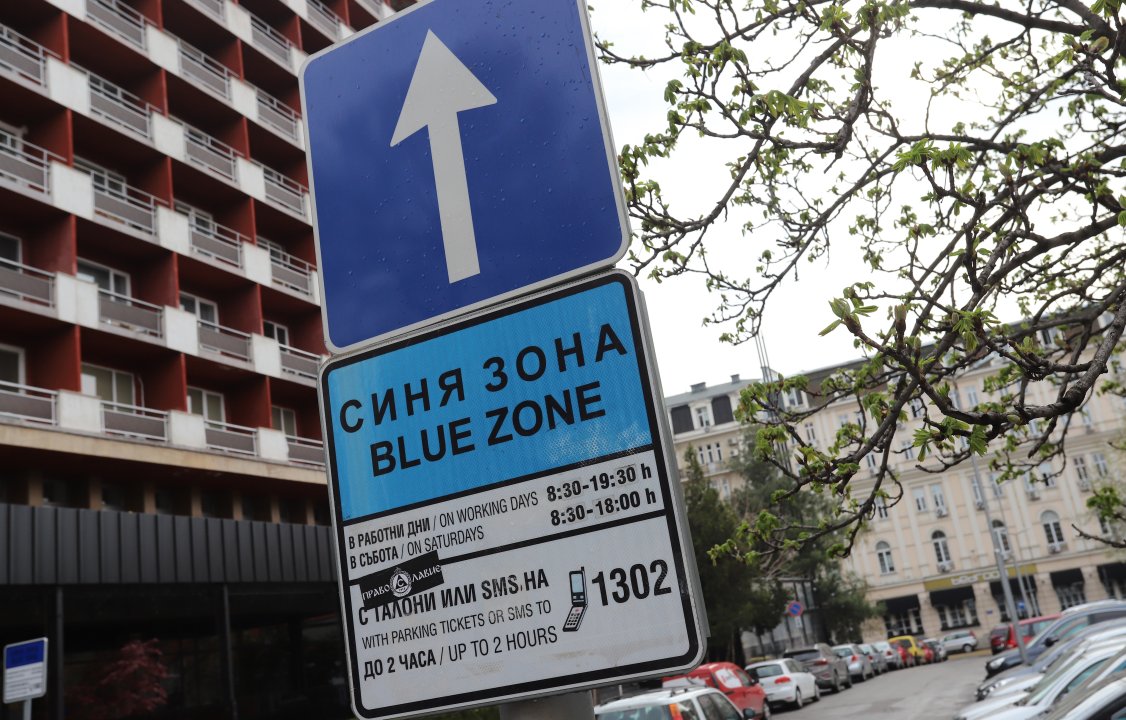 СИНЯ ЗОНА
BLUE ZONE
В РАБОТНИ ДНИ / ON WORKING DAYS 8:30-19:30 h
В СЪБОТА / ON SATURDAYS 8:30-18:00 h
ПРАВО ЛАВИЕ
С ТАЛОНИ ИЛИ SMS НА 1302
WITH PARKING TICKETS OR SMS TO
ДО 2 ЧАСА / UP TO 2 HOURS